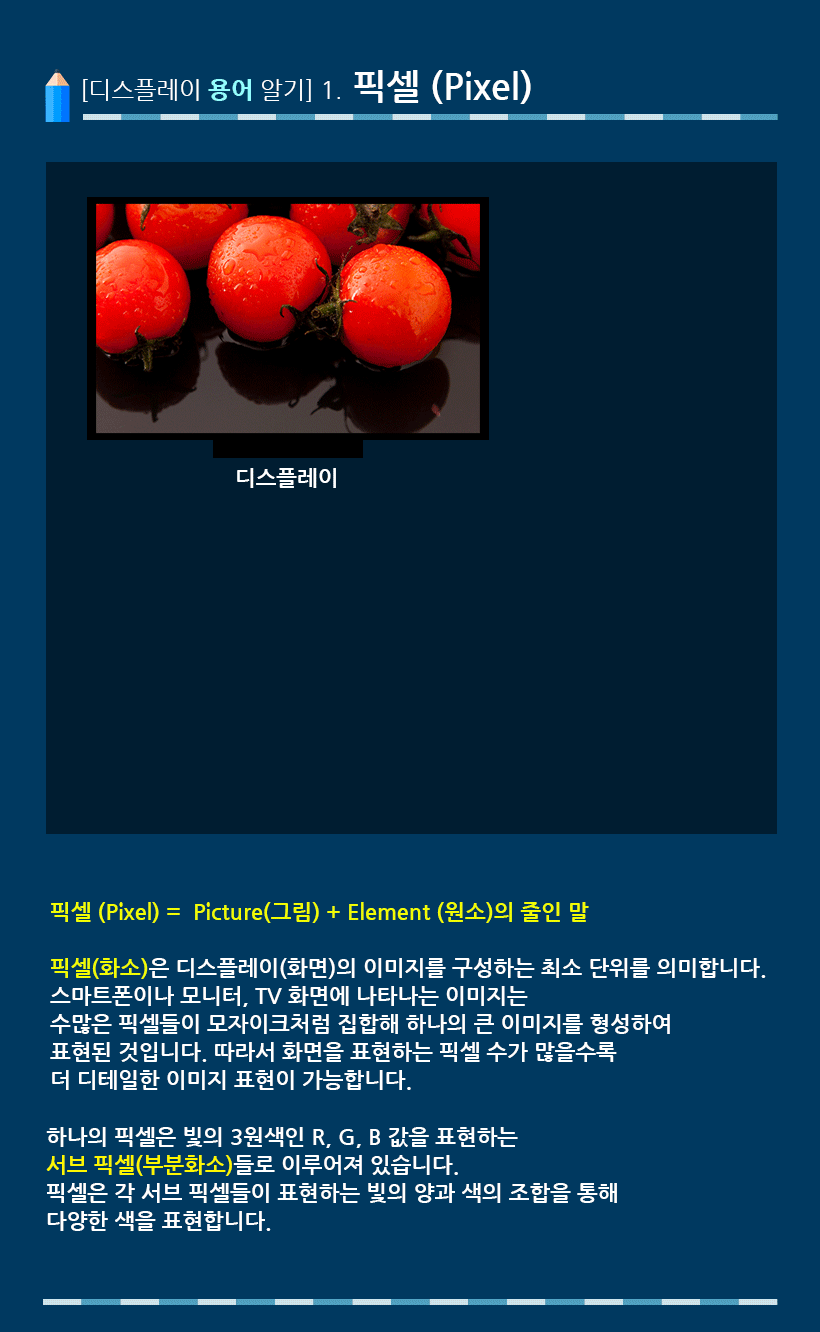 [디스플레이 용어 알기] 1. 픽셀 (Pixel)
디스플레이
픽셀 (Pixel) = Picture(그림) + Element (원소)의 줄인 말
픽셀(화소)은 디스플레이(화면)의 이미지를 구성하는 최소 단위를 의미합니다.
스마트폰이나 모니터, TV 화면에 나타나는 이미지는
수많은 픽셀들이 모자이크처럼 집합해 하나의 큰 이미지를 형성하여
표현된 것입니다. 따라서 화면을 표현하는 픽셀 수가 많을수록
더 디테일한 이미지 표현이 가능합니다.
하나의 픽셀은 빛의 3원색인 R, G, B 값을 표현하는
서브 픽셀(부분화소)들로 이루어져 있습니다.
픽셀은 각 서브 픽셀들이 표현하는 빛의 양과 색의 조합을 통해
다양한 색을 표현합니다.